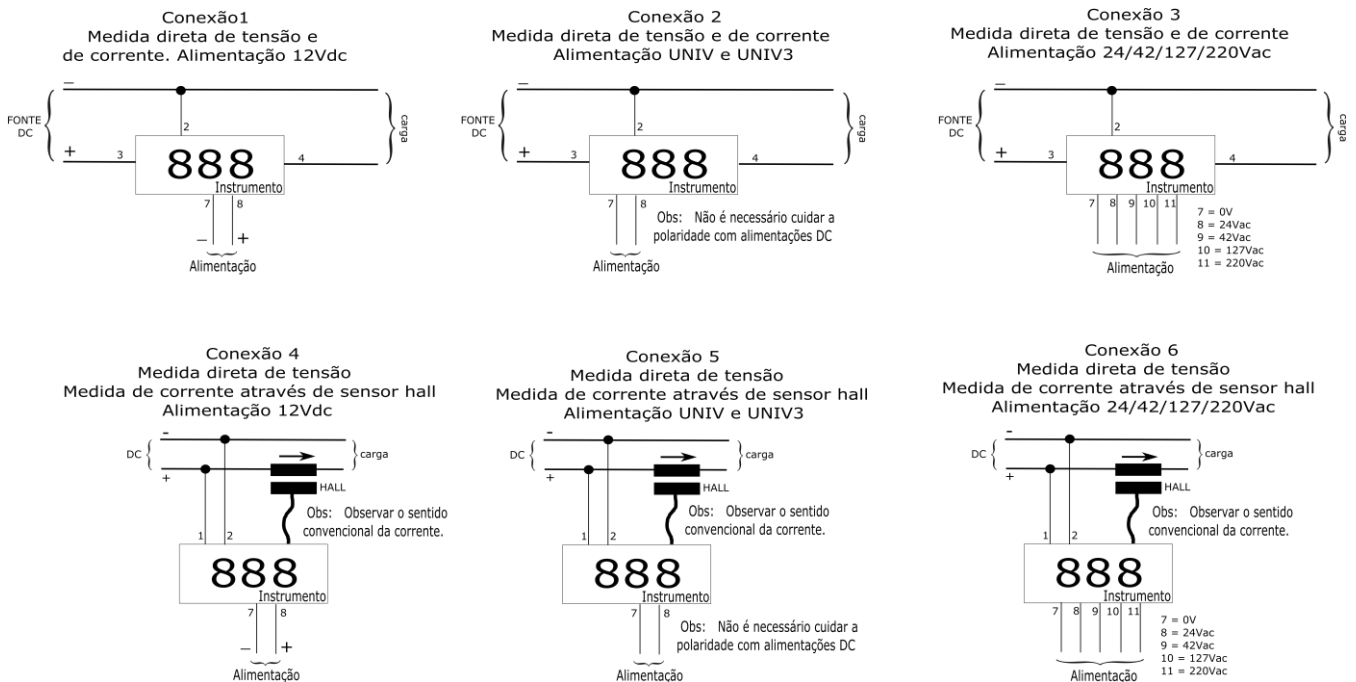 Conexão1
Medida direta de tensão e
de corrente. Alimentação 12Vdc
−
FONTE
DC
+
2
3
888
4
carga
Instrumento
7 8
− +
Alimentação
Conexão 2
Medida direta de tensão e de corrente
Alimentação UNIV e UNIV3
−
FONTE
DC
+
2
3
888
4
carga
Instrumento
7 8
Obs: Não é necessário cuidar a
polaridade com alimentações DC
Alimentação
Conexão 3
Medida direta de tensão e de corrente
Alimentação 24/42/127/220Vac
−
FONTE
DC
+
2
3
888
4
carga
Instrumento
7 8 9 10 11
7 = 0V
8 = 24Vac
9 = 42Vac
10 = 127Vac
11 = 220Vac
Alimentação
Conexão 4
Medida direta de tensão
Medida de corrente através de sensor hall
Alimentação 12Vdc
-
DC
carga
+
HALL
Obs: Observar o sentido
convencional da corrente.
1 2
888
Instrumento
7 8
− +
Alimentação
Conexão 5
Medida direta de tensão
Medida de corrente através de sensor hall
Alimentação UNIV e UNIV3
-
DC
carga
+
HALL
Obs: Observar o sentido
convencional da corrente.
1 2
888
Instrumento
7 8
Obs: Não é necessário cuidar a
polaridade com alimentações DC
Alimentação
Conexão 6
Medida direta de tensão
Medida de corrente através de sensor hall
Alimentação 24/42/127/220Vac
-
DC
carga
+
HALL
Obs: Observar o sentido
convencional da corrente.
1 2
888
Instrumento
7 8 9 10 11
7 = 0V
8 = 24Vac
9 = 42Vac
10 = 127Vac
11 = 220Vac
Alimentação